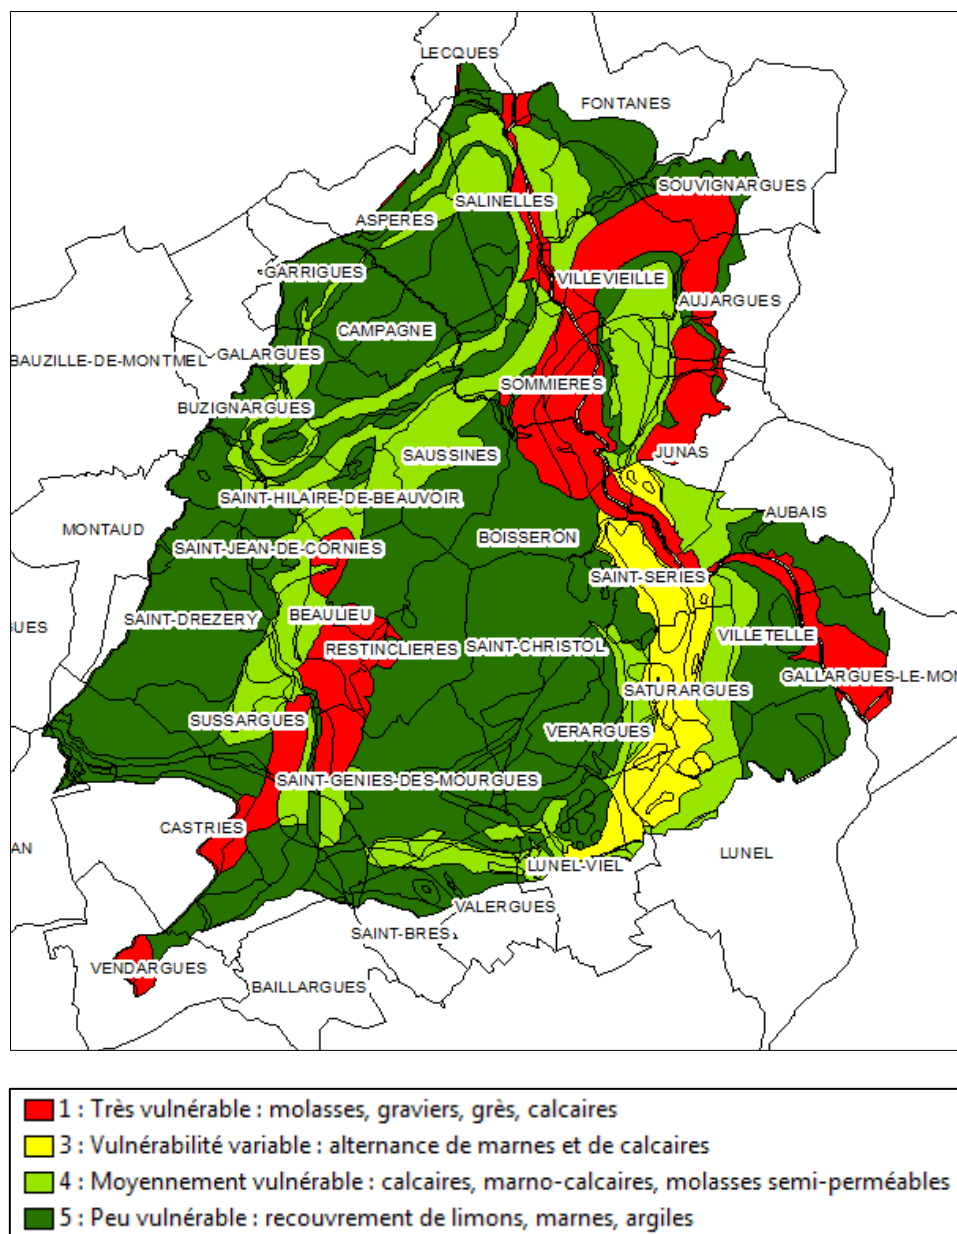 LECQUES
FONTANES
SOUVIGNARGUES
SALINELLES
ASPERES
GARRIGUES
VILLEVIEILLE
AUJARGUES
CAMPAGNE
GALARGUES
BAUZILLE-DE-MONTMEL
SOMMIERES
BUZIGNARGUES
JUNAS
SAUSSINES
SAINT-HILAIRE-DE-BEAUVOIR
AUBAIS
MONTAUD
BOISSERON
SAINT-JEAN-DE-CORNIES
SAINT-SERIES
BEAULIEU
SAINT-DREZERY
GUES
VILLETELLE
RESTINCLIERES
SAINT-CHRISTOL
GALLARGUES-LE-MON
SATURARGUES
SUSSARGUES
VERARGUES
SAINT-GENIES-DES-MOURGUES
CASTRIES
AN
LUNEL
LUNEL-VIEL
VALERGUES
SAINT-BRES
VENDARGUES
BAILLARGUES
1 : Très vulnérable : molasses, graviers, grès, calcaires
3 : Vulnérabilité variable : alternance de marnes et de calcaires
4 : Moyennement vulnérable : calcaires, marno-calcaires, molasses semi-perméables
5 : Peu vulnérable : recouvrement de limons, marnes, argiles